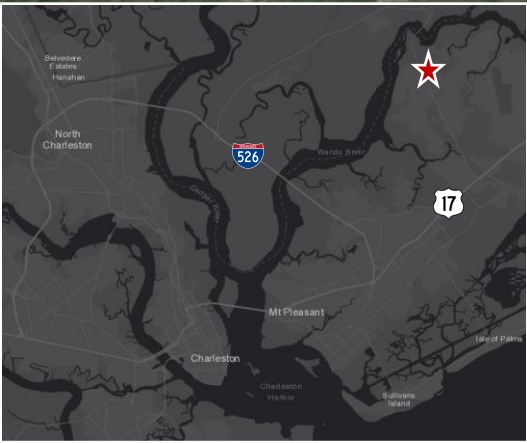 Belvedere
Estates
Hanahan
North
Charleston
INTERSTATE
526
Wando River
Cooper River
17
Mt Pleasant
Isle of Palms
Charleston
Charleston
Harbor
Sullivans
Island